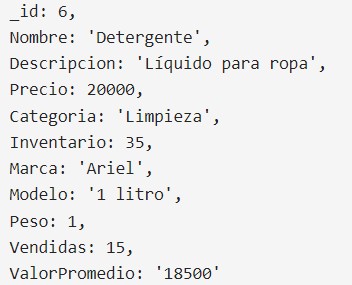 _id: 6,
Nombre: 'Detergente',
Descripcion: 'Líquido para ropa',
Precio: 20000,
Categoria: 'Limpieza',
Inventario: 35,
Marca: 'Ariel',
Modelo: '1 litro',
Peso: 1,
Vendidas: 15,
ValorPromedio: '18500'